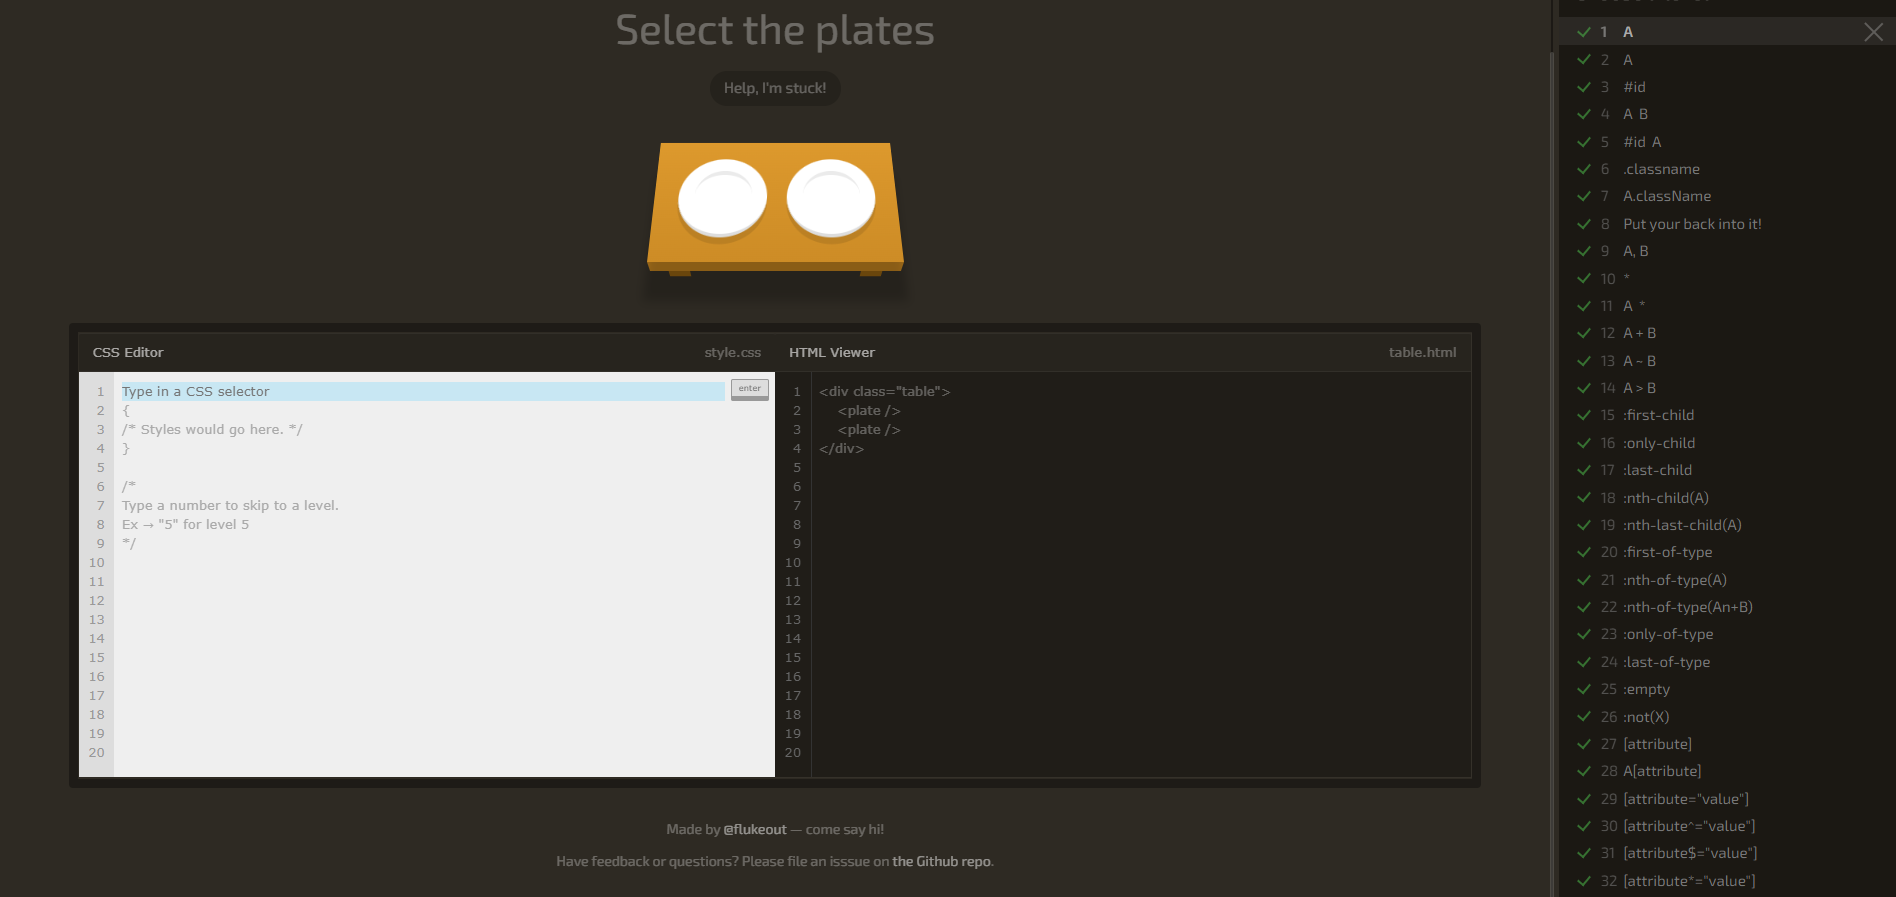 Select the plates
Help, I'm stuck!
CSS Editor style.css
1 Type in a CSS selector enter
2 {
3 /* Styles would go here. */
4 }
5
6 /*
7 Type a number to skip to a level.
8 Ex → "5" for level 5
9 */
10
11
12
13
14
15
16
17
18
19
20
HTML Viewer table.html
1 <div class="table">
2 <plate />
3 <plate />
4 </div>
5
6
7
8
9
10
11
12
13
14
15
16
17
18
19
20
Made by @flukeout — come say hi!
Have feedback or questions? Please file an isssue on the Github repo.
1 A
2 A
3 #id
4 A B
5 #id A
6 .classname
7 A.className
8 Put your back into it!
9 A, B
10 *
11 A *
12 A + B
13 A ~ B
14 A > B
15 :first-child
16 :only-child
17 :last-child
18 :nth-child(A)
19 :nth-last-child(A)
20 :first-of-type
21 :nth-of-type(A)
22 :nth-of-type(An+B)
23 :only-of-type
24 :last-of-type
25 :empty
26 :not(X)
27 [attribute]
28 A[attribute]
29 [attribute="value"]
30 [attribute^="value"]
31 [attribute$="value"]
32 [attribute*="value"]